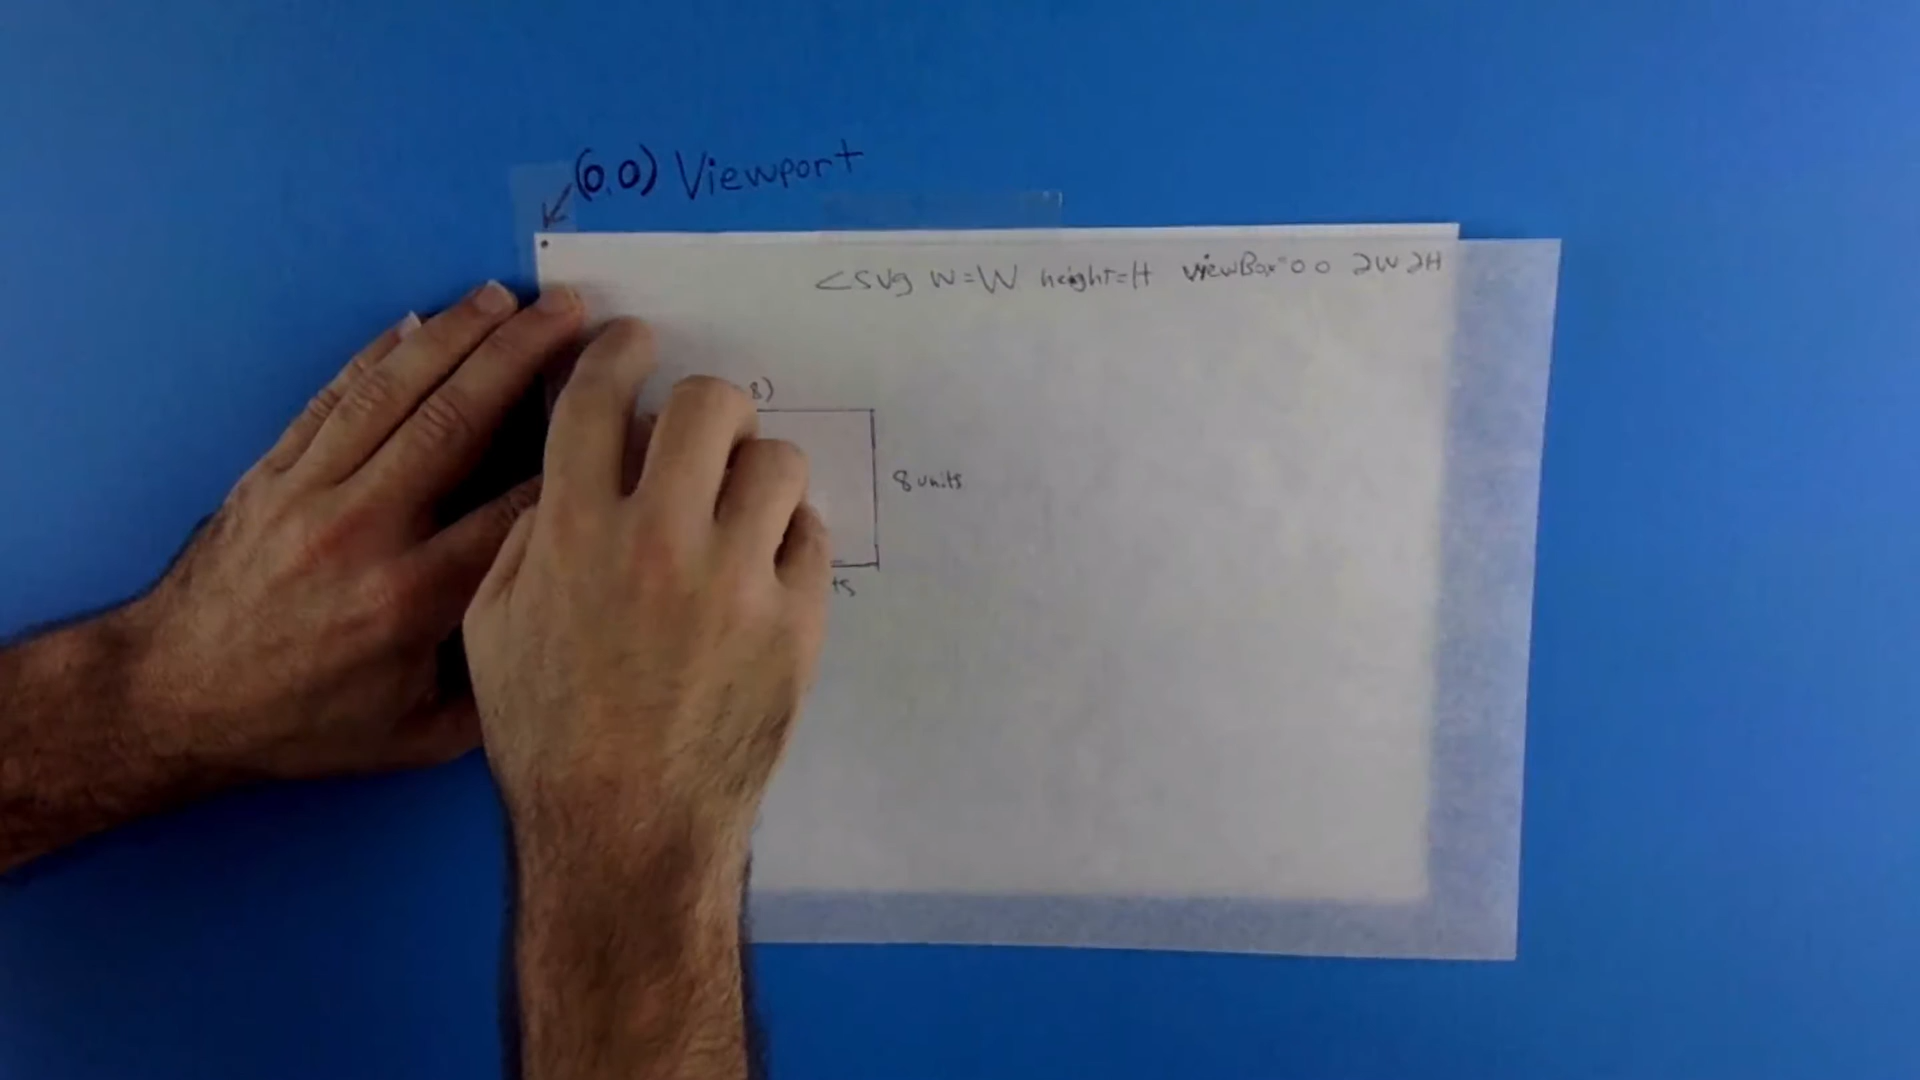 (0,0) Viewport
<svg w=W height=H viewBox="0 0 2W 2H
8)
8 units
ts